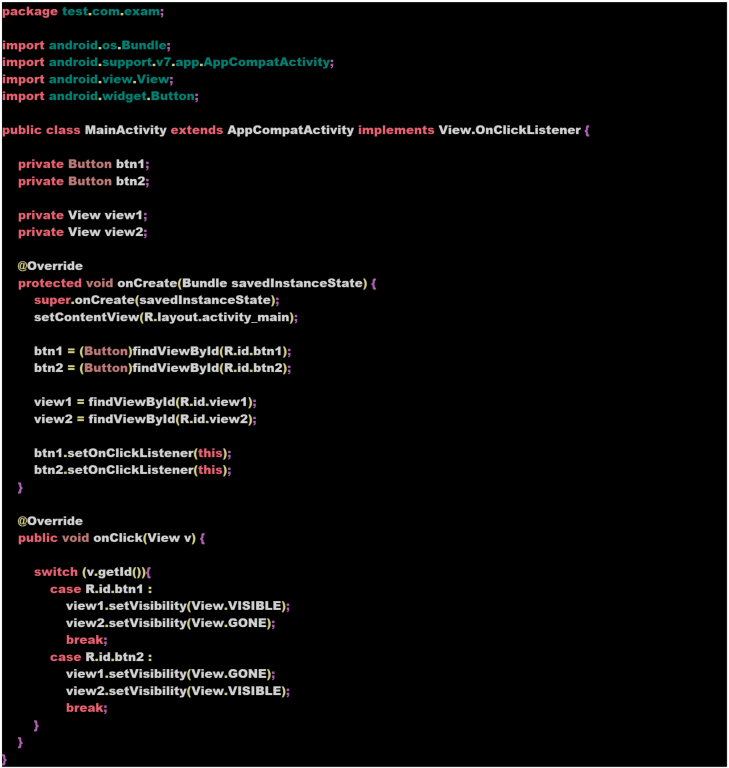 package test.com.exam;
import android.os.Bundle;
import android.support.v7.app.AppCompatActivity;
import android.view.View;
import android.widget.Button;
public class MainActivity extends AppCompatActivity implements View.OnClickListener {
private Button btn1;
private Button btn2;
private View view1;
private View view2;
@Override
protected void onCreate(Bundle savedInstanceState) {
super.onCreate(savedInstanceState);
setContentView(R.layout.activity_main);
btn1 = (Button)findViewById(R.id.btn1);
btn2 = (Button)findViewById(R.id.btn2);
view1 = findViewById(R.id.view1);
view2 = findViewById(R.id.view2);
btn1.setOnClickListener(this);
btn2.setOnClickListener(this);
}
@Override
public void onClick(View v) {
switch (v.getId()){
case R.id.btn1 :
view1.setVisibility(View.VISIBLE);
view2.setVisibility(View.GONE);
break;
case R.id.btn2 :
view1.setVisibility(View.GONE);
view2.setVisibility(View.VISIBLE);
break;
}
}
}